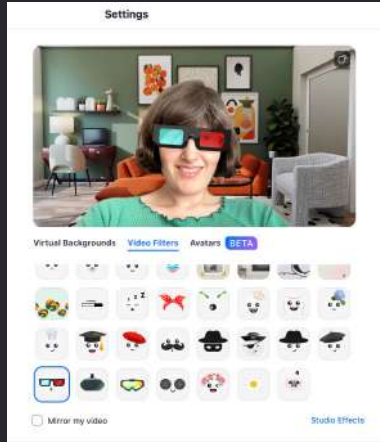 Settings
Virtual Backgrounds Video Filters Avatars BETA
z z z
Mirror my video Studio Effects